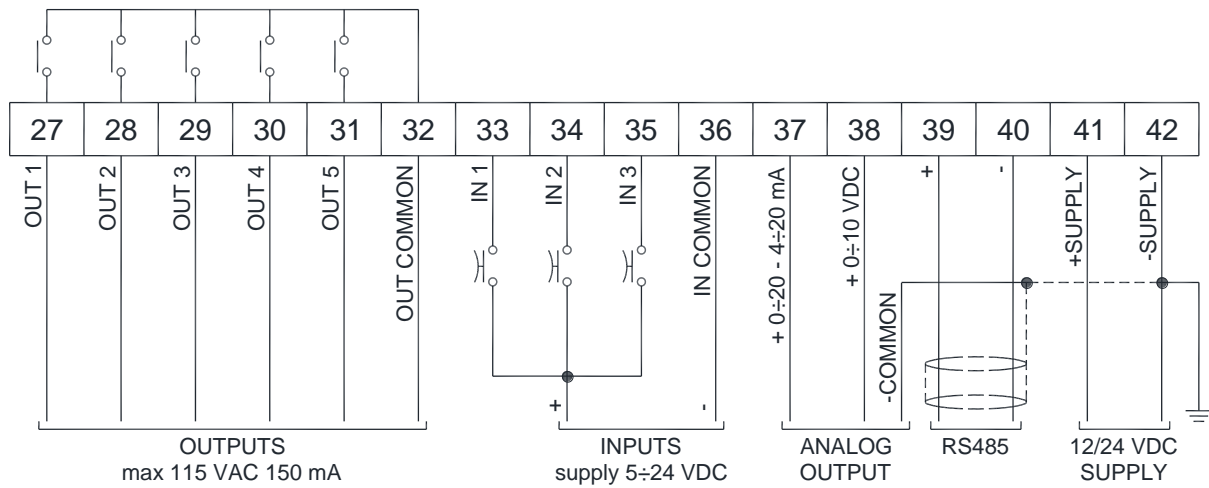 27 28 29 30 31 32 33 34 35 36 37 38 39 40 41 42
OUT 1
OUT 2
OUT 3
OUT 4
OUT 5
OUT COMMON
IN 1
IN 2
IN 3
IN COMMON
+ 0÷20 - 4÷20 mA
+ 0÷10 VDC
-COMMON
+
-
+SUPPLY
-SUPPLY
+
-
OUTPUTS
max 115 VAC 150 mA
INPUTS
supply 5÷24 VDC
ANALOG
OUTPUT
RS485
12/24 VDC
SUPPLY